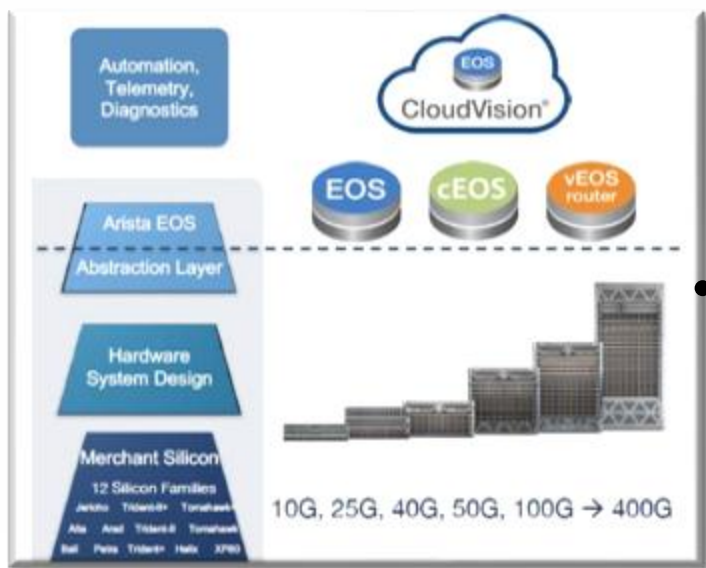 Automation,
Telemetry,
Diagnostics
EOS
CloudVision®
EOS
cEOS
vEOS
router
Arista EOS
Abstraction Layer
Hardware
System Design
Merchant Silicon
12 Silicon Families
Jericho Trident-II+ Tomahawk+
Alta Arad Trident-II Tomahawk
Bali Petra Trident+ Helix XP80
10G, 25G, 40G, 50G, 100G → 400G